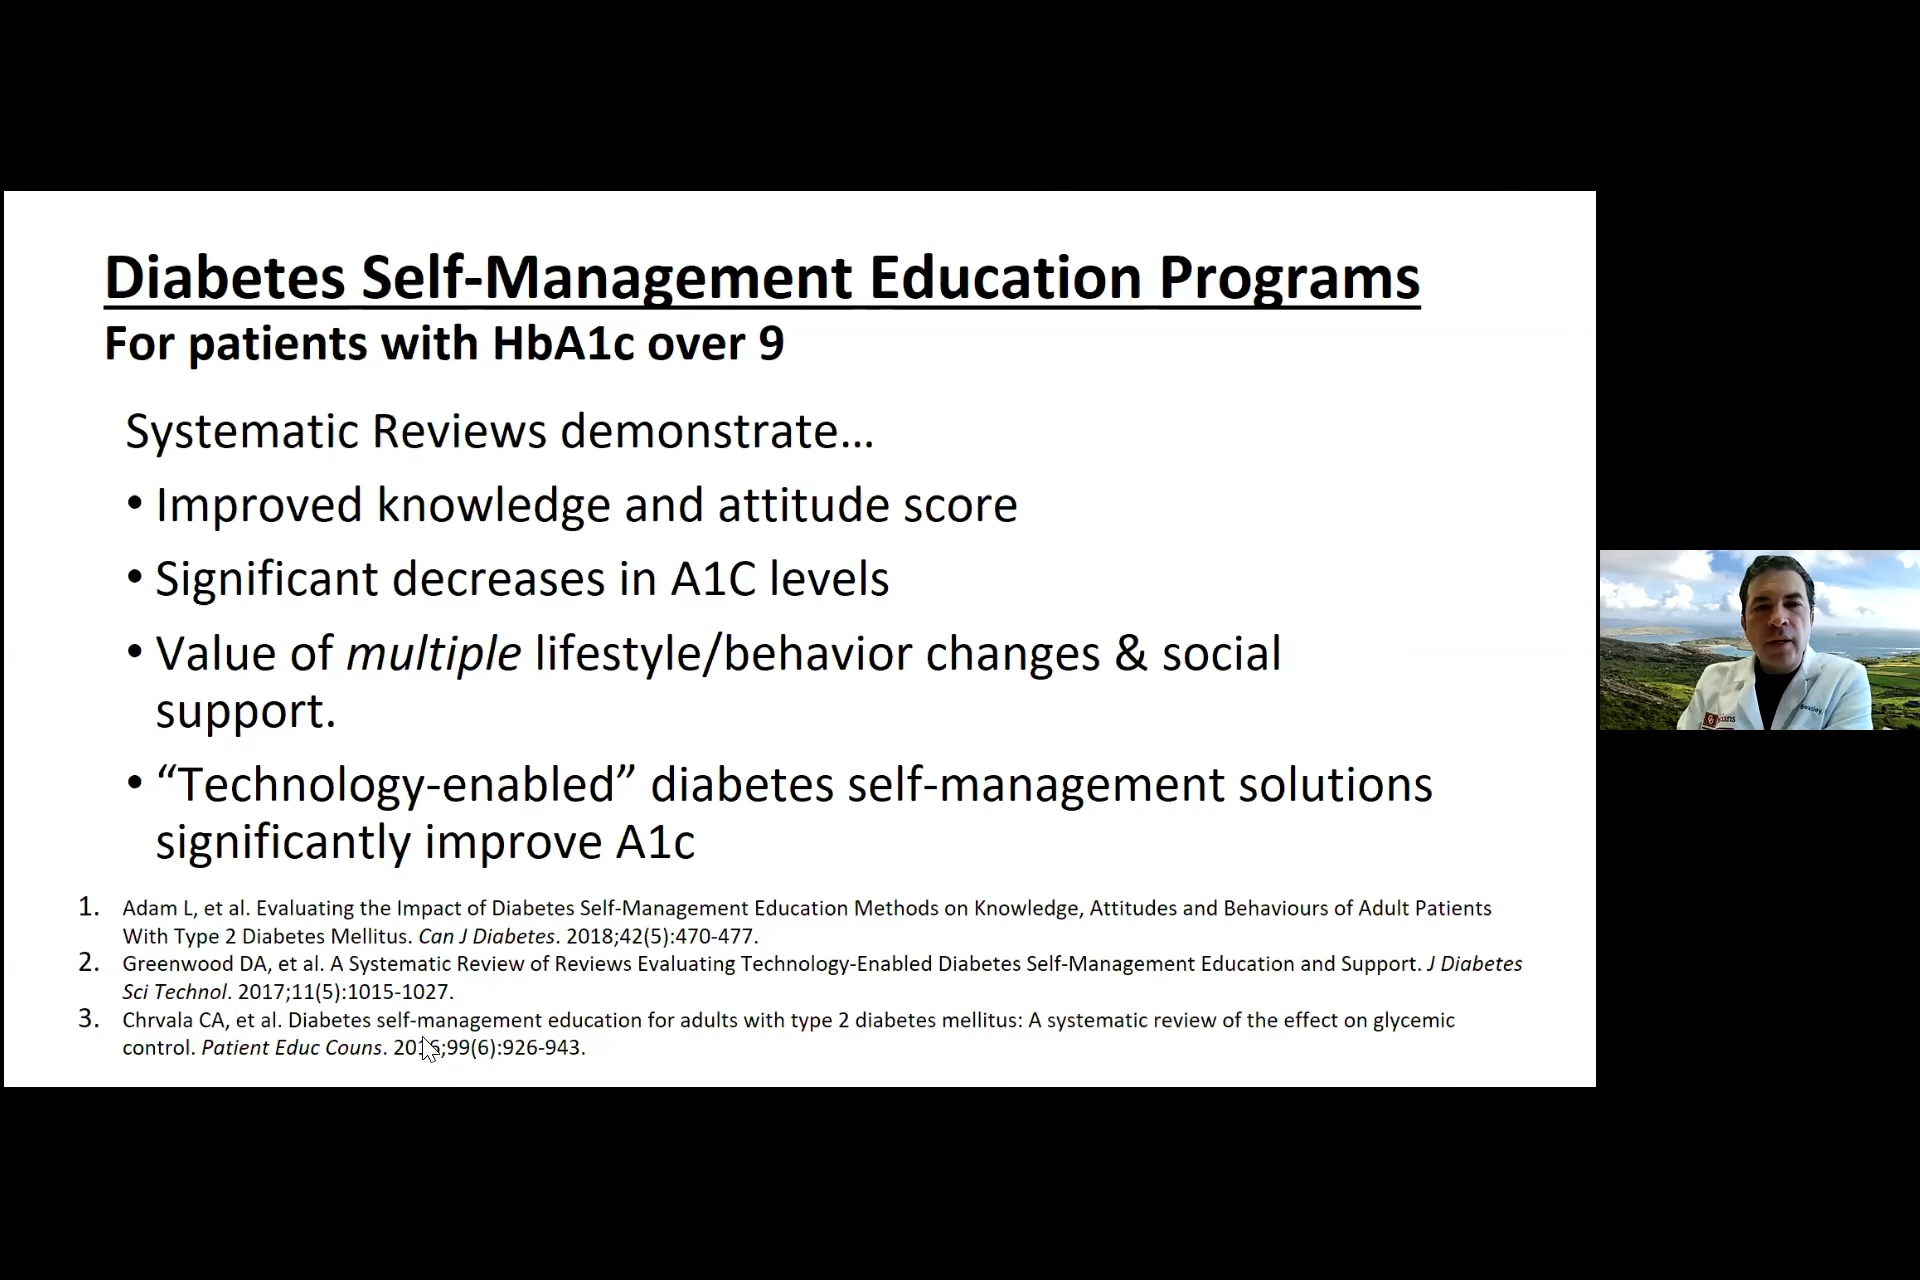 Diabetes Self-Management Education Programs
For patients with HbA1c over 9
Systematic Reviews demonstrate...
• Improved knowledge and attitude score
• Significant decreases in A1C levels
• Value of multiple lifestyle/behavior changes & social
support.
• “Technology-enabled” diabetes self-management solutions
significantly improve A1c
1. Adam L, et al. Evaluating the Impact of Diabetes Self-Management Education Methods on Knowledge, Attitudes and Behaviours of Adult Patients
With Type 2 Diabetes Mellitus. Can J Diabetes. 2018;42(5):470-477.
2. Greenwood DA, et al. A Systematic Review of Reviews Evaluating Technology-Enabled Diabetes Self-Management Education and Support. J Diabetes
Sci Technol. 2017;11(5):1015-1027.
3. Chrvala CA, et al. Diabetes self-management education for adults with type 2 diabetes mellitus: A systematic review of the effect on glycemic
control. Patient Educ Couns. 2016;99(6):926-943.